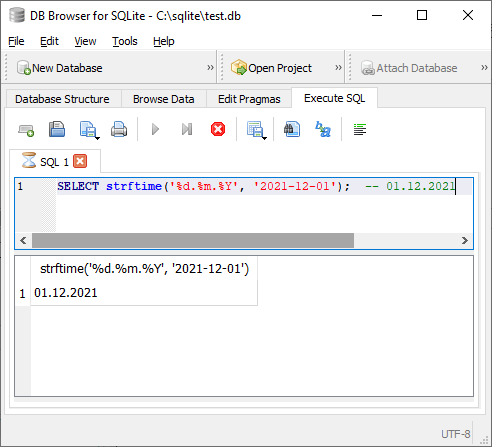 DB Browser for SQLite - C:\sqlite\test.db
File Edit View Tools Help
New Database » Open Project » Attach Database »
Database Structure Browse Data Edit Pragmas Execute SQL
SQL 1
1 SELECT strftime('%d.%m.%Y', '2021-12-01'); -- 01.12.2021
strftime('%d.%m.%Y', '2021-12-01')
1 01.12.2021
UTF-8